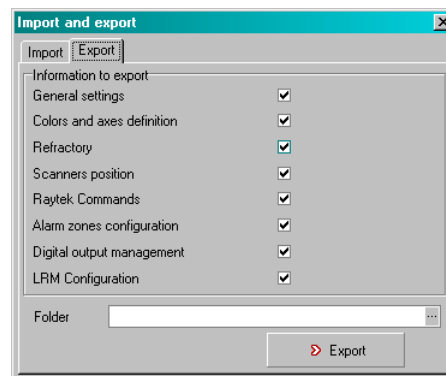 Import and export
Import Export
Information to export
General settings
Colors and axes definition
Refractory
Scanners position
Raytek Commands
Alarm zones configuration
Digital output management
LRM Configuration
Folder ...
Export